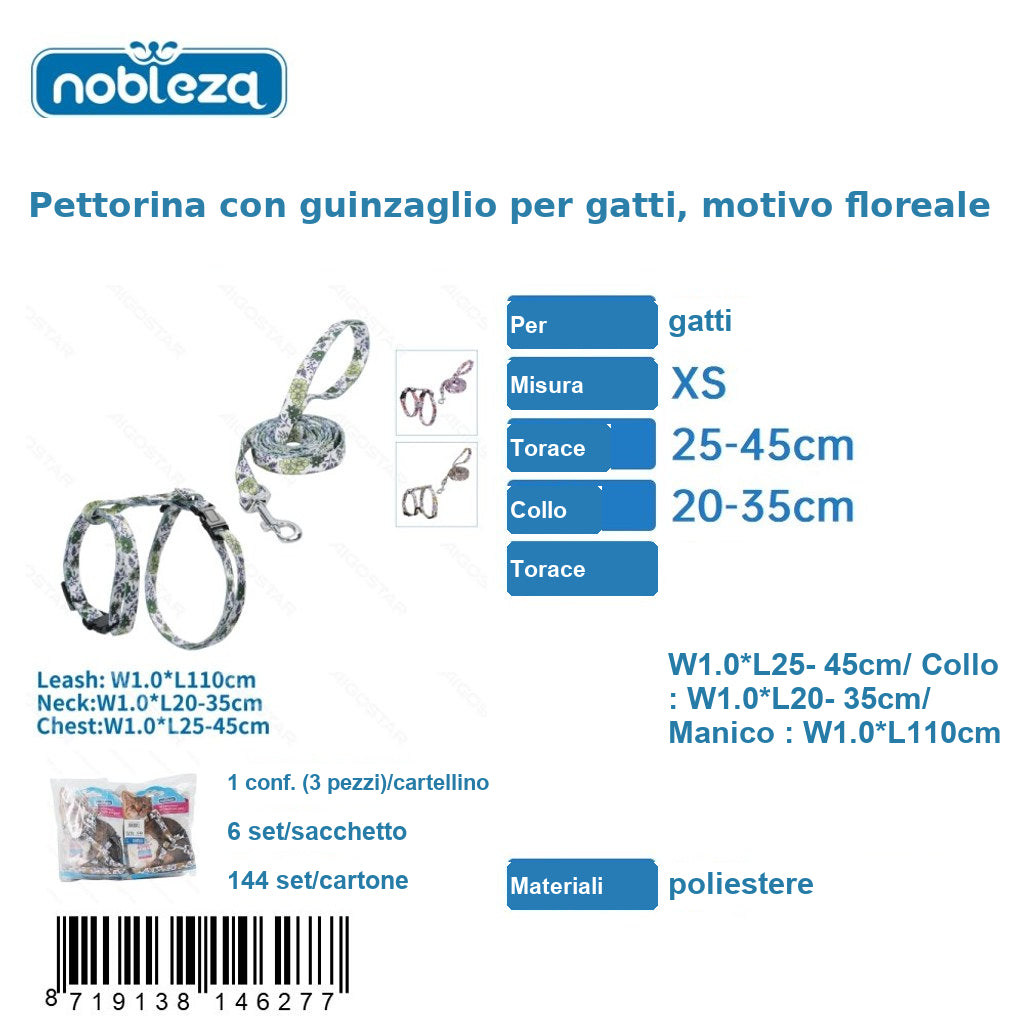 nobleza
Pettorina con guinzaglio per gatti, motivo floreale
AIGOSTAR
Per
gatti
Misura
XS
Torace
25-45cm
Collo
20-35cm
Torace
W1.0*L25- 45cm/ Collo
: W1.0*L20- 35cm/
Manico : W1.0*L110cm
Leash: W1.0*L110cm
Neck:W1.0*L20-35cm
Chest:W1.0*L25-45cm
nobleza
1 conf. (3 pezzi)/cartellino
6 set/sacchetto
144 set/cartone
Materiali
poliestere
8 719138 146277